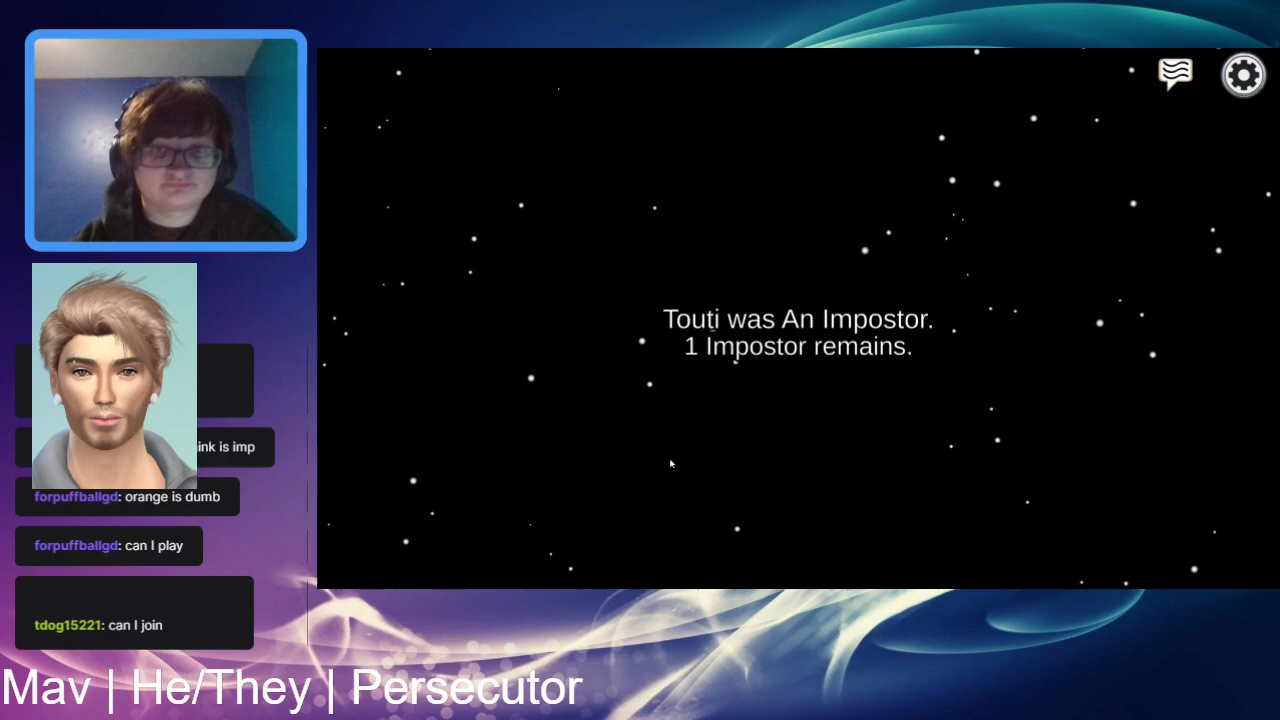 Touti was An Impostor.
1 Impostor remains.
ink is imp
forpuffballgd: orange is dumb
forpuffballgd: can I play
tdog15221: can I join
Mav | He/They | Persecutor